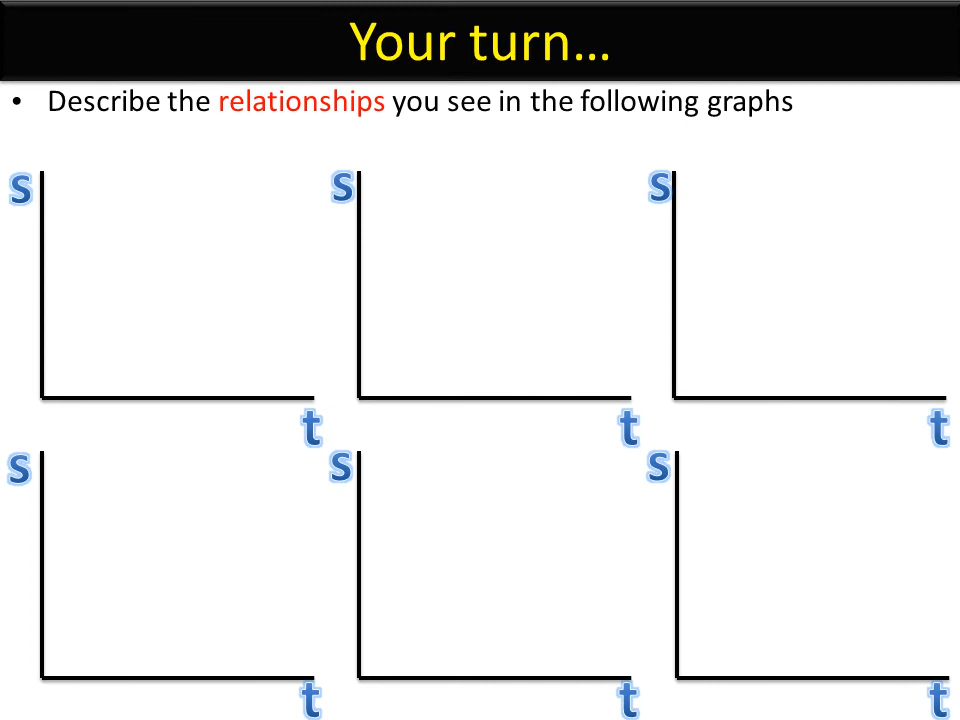 Your turn…
• Describe the relationships you see in the following graphs
s s s
t t t
s s s
t t t